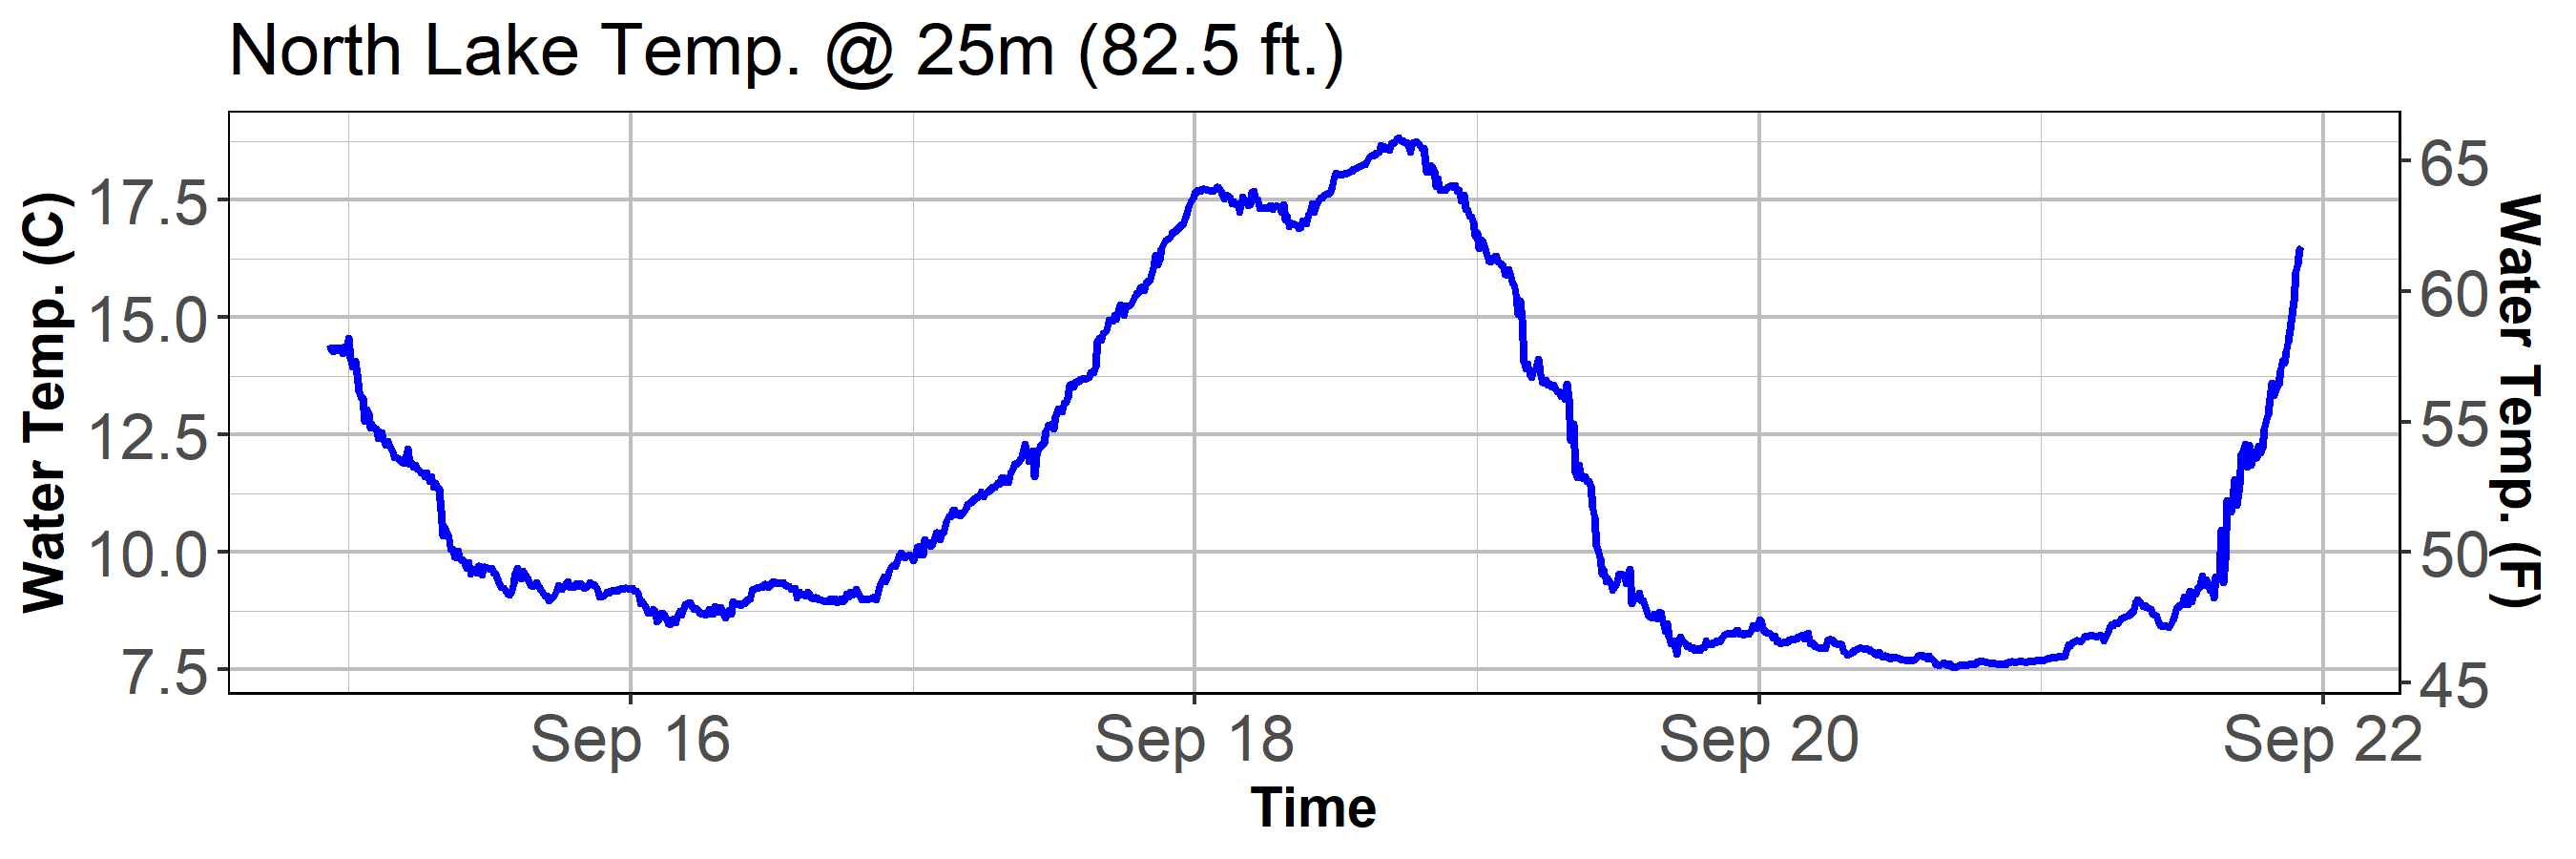 North Lake Temp. @ 25m (82.5 ft.)
Water Temp. (C)
17.5
15.0
12.5
10.0
7.5
65
60
55
50
45
Water Temp. (F)
Sep 16 Sep 18 Sep 20 Sep 22
Time